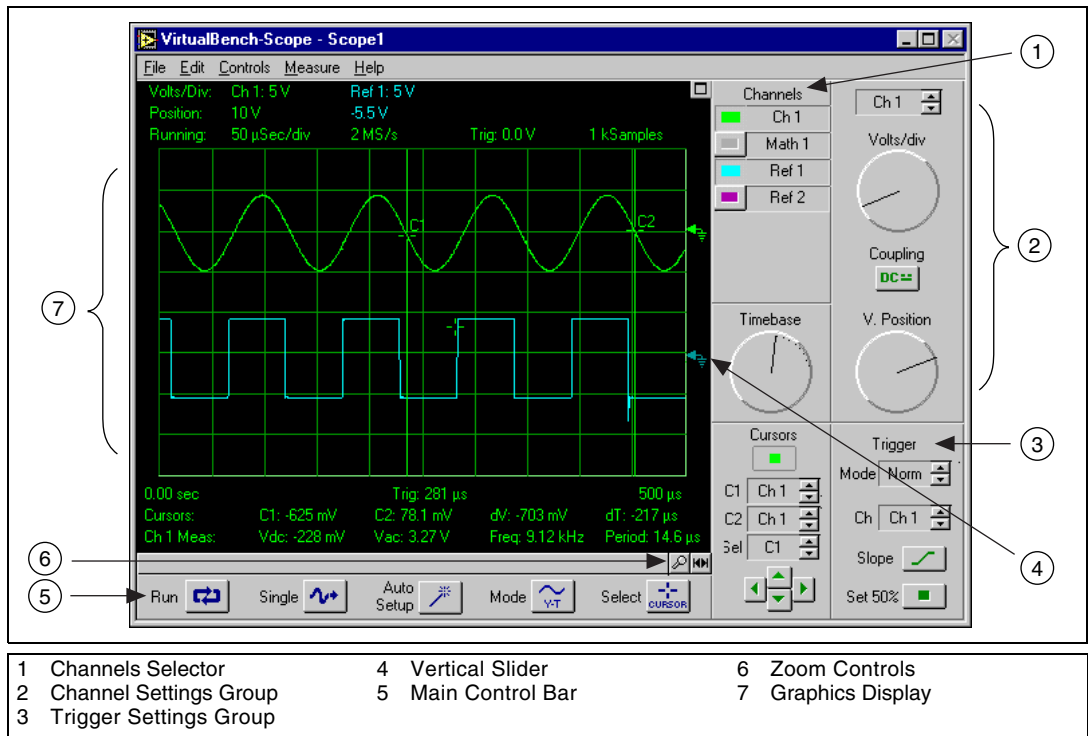 VirtualBench-Scope - Scope1
File Edit Controls Measure Help
Volts/Div: Ch 1: 5 V Ref 1: 5 V
Position: 10 V -5.5 V
Running: 50 µSec/div 2 MS/s Trig: 0.0 V 1 kSamples
C1
C2
0.00 sec Trig: 281 µs 500 µs
Cursors: C1: -625 mV C2: 78.1 mV dV: -703 mV dT: -217 µs
Ch 1 Meas: Vdc: -228 mV Vac: 3.27 V Freq: 9.12 kHz Period: 14.6 µs
Run Single Auto Setup Mode Y-T Select CURSOR
Channels
Ch 1
Math 1
Ref 1
Ref 2
Ch 1
Volts/div
Coupling
DC
Timebase
V. Position
Cursors
C1 Ch 1
C2 Ch 1
Sel C1
Trigger
Mode Norm
Ch Ch 1
Slope
Set 50%
1
2
3
4
5
6
7
1 Channels Selector
2 Channel Settings Group
3 Trigger Settings Group
4 Vertical Slider
5 Main Control Bar
6 Zoom Controls
7 Graphics Display